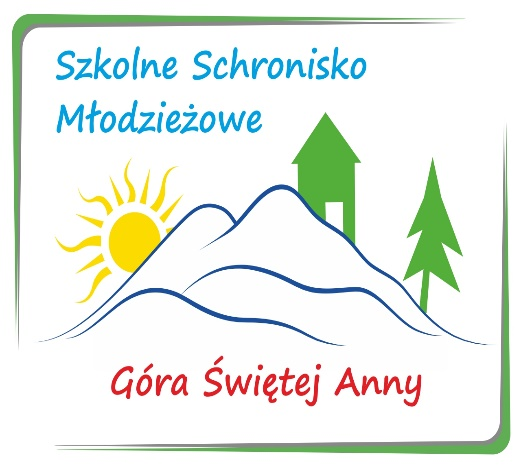 Szkolne Schronisko
Młodzieżowe
Góra Świętej Anny